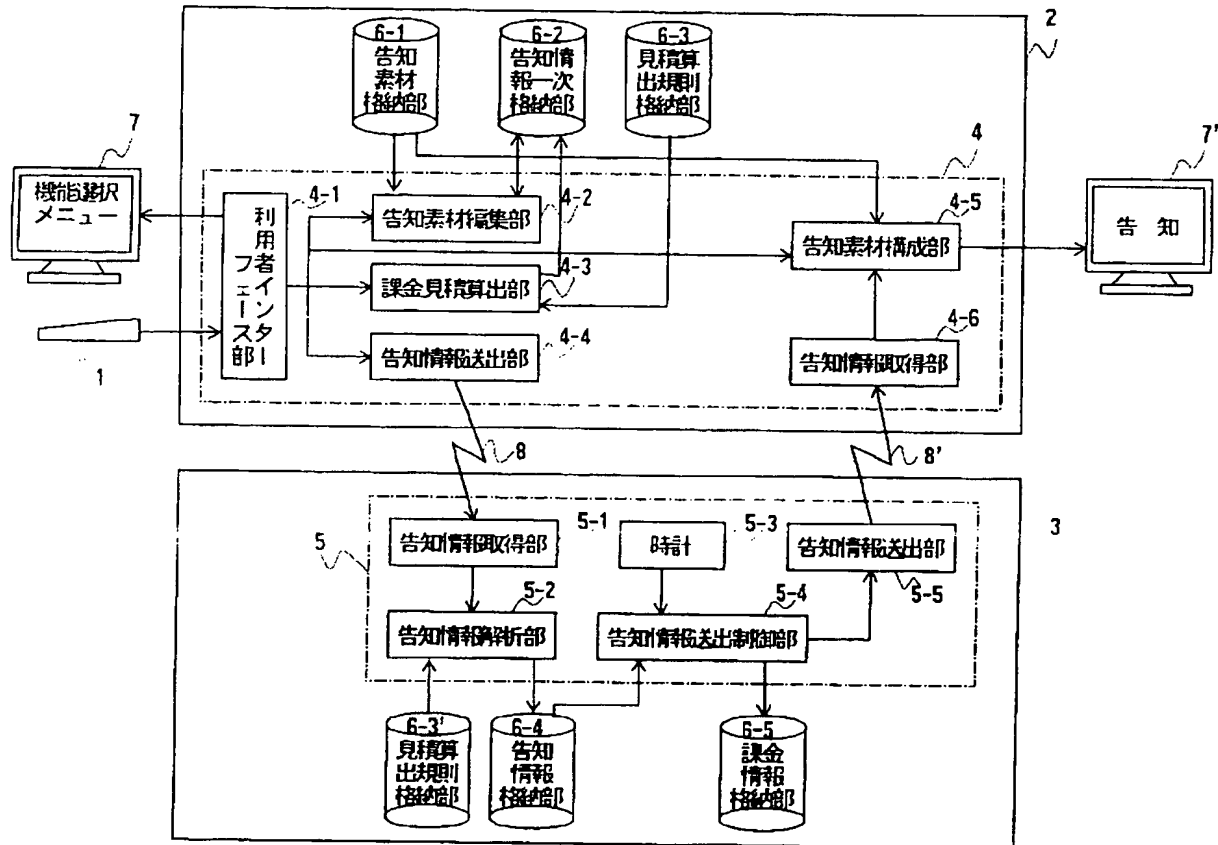 2
6-1
告知
素材
格納部
6-2
告知情
報一次
格納部
6-3
見積算
出規則
格納部
7
機能選択
メニュー
4-1
利用者インター
フェース部
告知素材編集部
4-2
課金見積算出部
4-3
4-4
告知情報送出部
4
4-5
告知素材構成部
4-6
告知情報取得部
7'
告知
1
8
8'
3
5
告知情報取得部
5-1
時計
5-3
告知情報送出部
5-5
5-2
告知情報解析部
5-4
告知情報送出制御部
6-3'
見積算
出規則
格納部
6-4
告知
情報
格納部
6-5
課金
情報
格納部